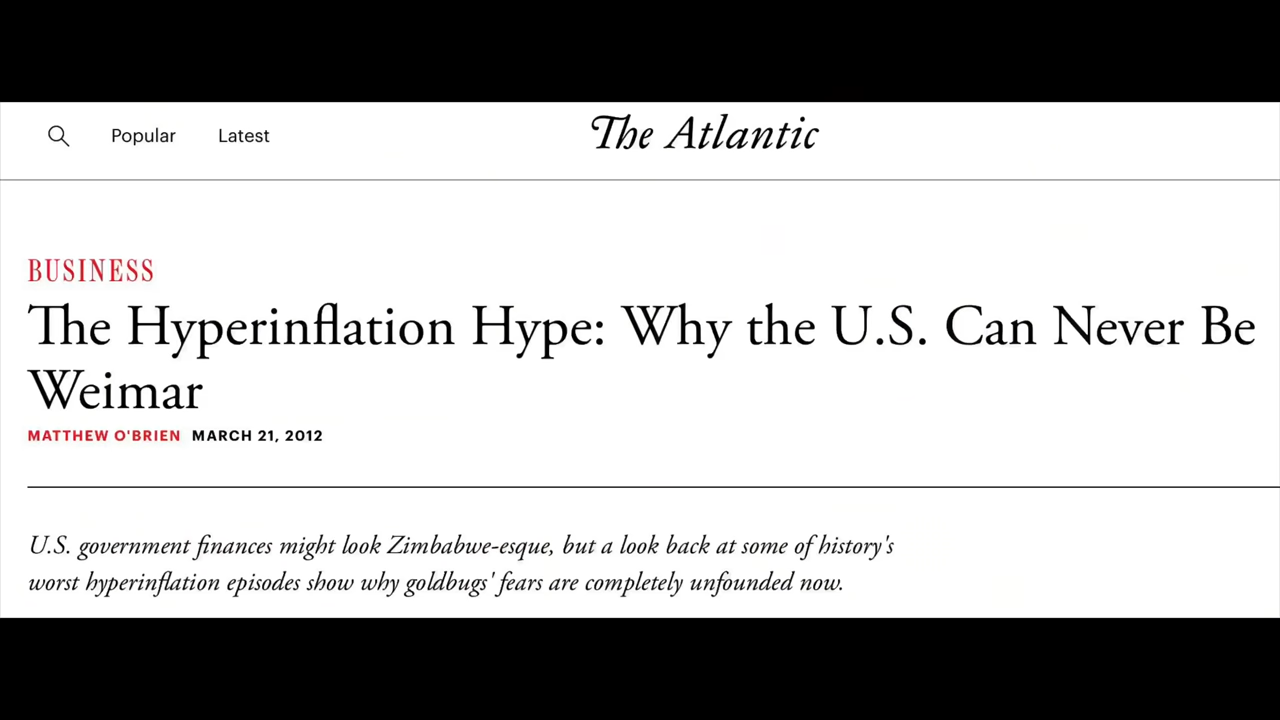 Popular Latest The Atlantic
BUSINESS
The Hyperinflation Hype: Why the U.S. Can Never Be
Weimar
MATTHEW O'BRIEN MARCH 21, 2012
U.S. government finances might look Zimbabwe-esque, but a look back at some of history's
worst hyperinflation episodes show why goldbugs' fears are completely unfounded now.